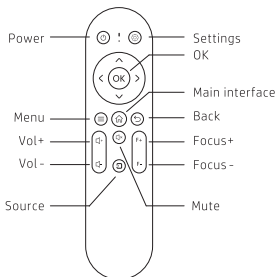 Power
Settings
OK
OK
Main interface
Menu
Back
Vol+
F+
Focus+
Vol-
F-
Focus-
Source
Mute